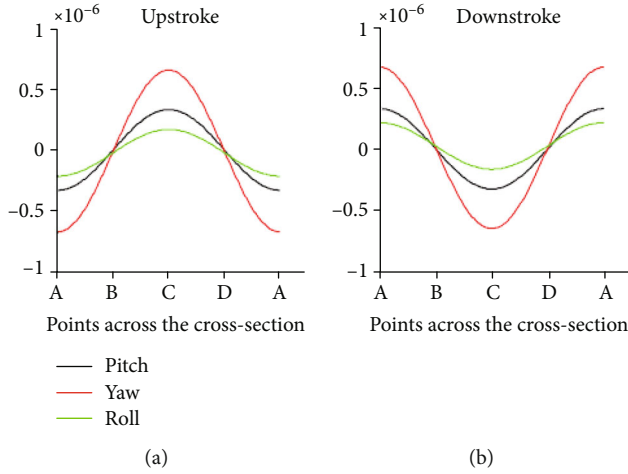 ×10⁻⁶ Upstroke
1
0.5
0
−0.5
−1
A B C D A
Points across the cross-section
Pitch
Yaw
Roll
(a)
×10⁻⁶ Downstroke
1
0.5
0
−0.5
−1
A B C D A
Points across the cross-section
(b)